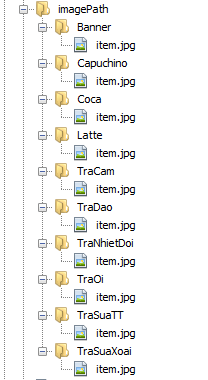 imagePath
Banner
item.jpg
Capuchino
item.jpg
Coca
item.jpg
Latte
item.jpg
TraCam
item.jpg
TraDao
item.jpg
TraNhietDoi
item.jpg
TraOi
item.jpg
TraSuaTT
item.jpg
TraSuaXoai
item.jpg